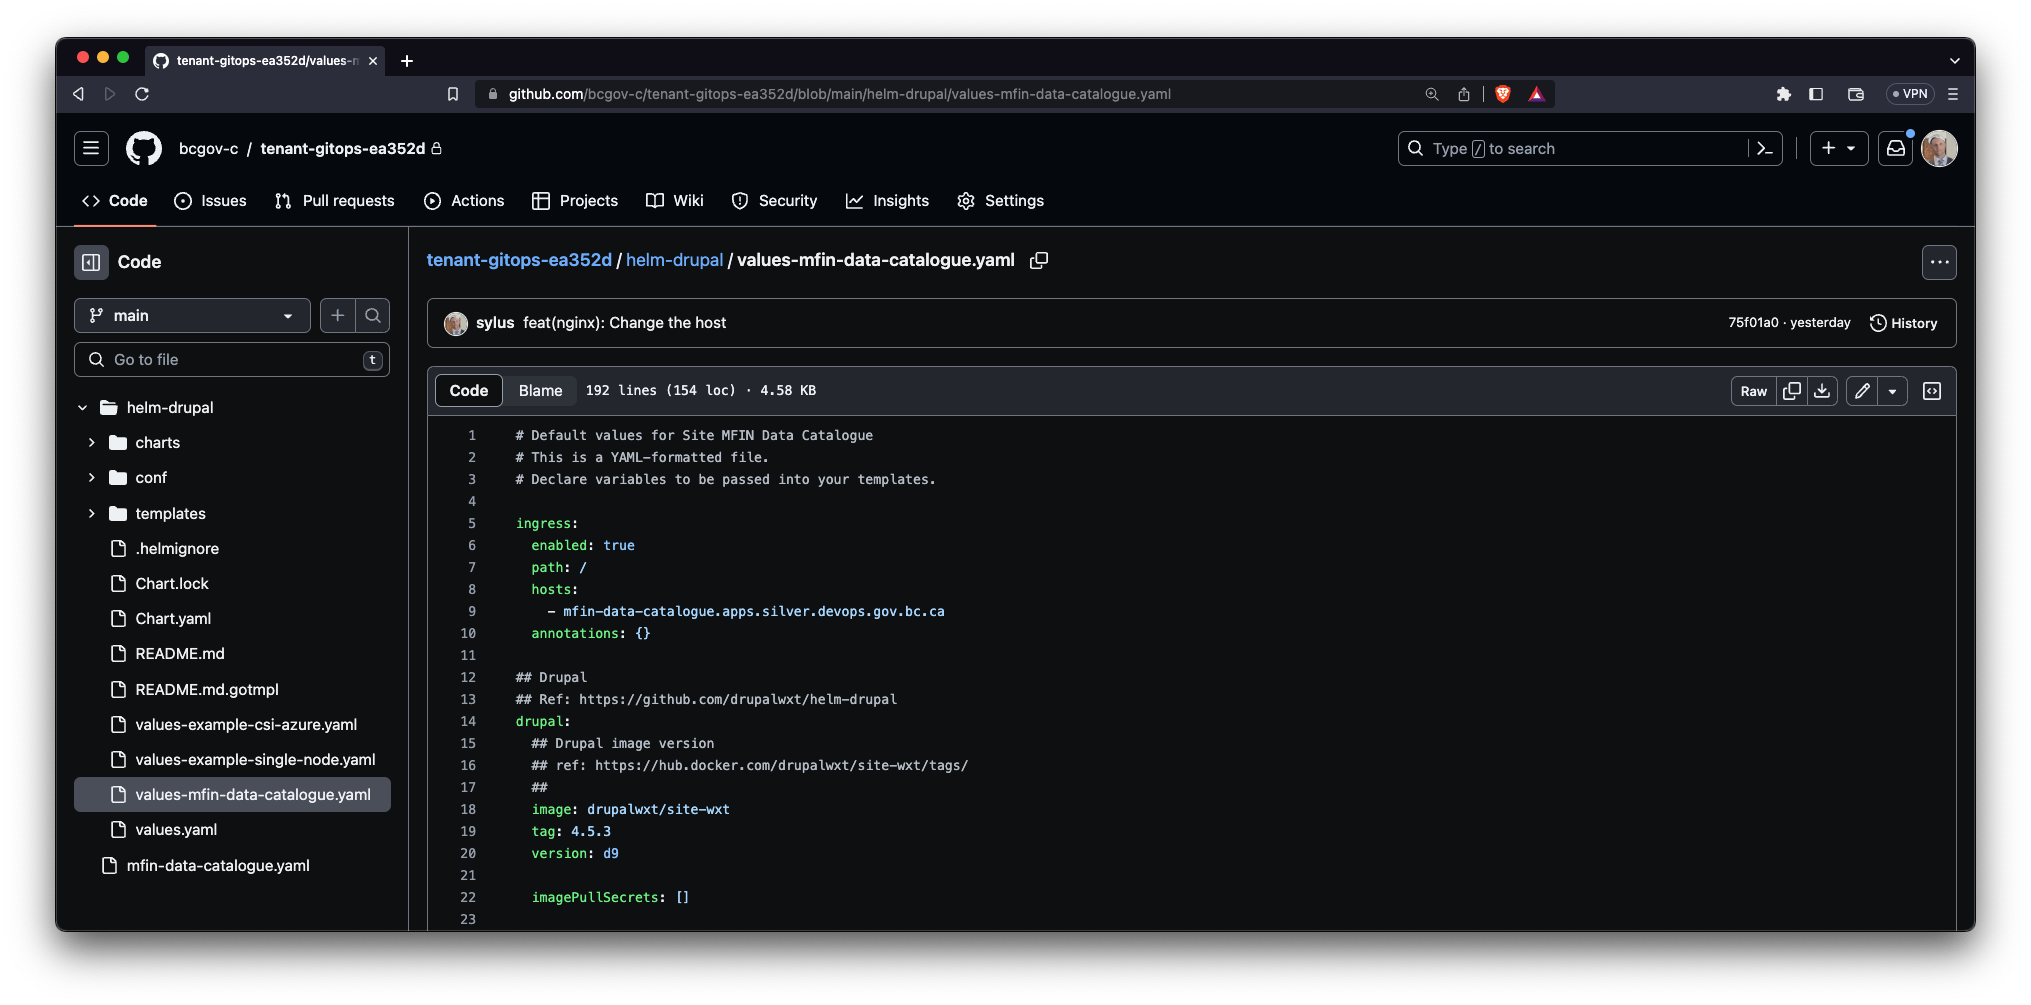 tenant-gitops-ea352d/values-m
github.com/bcgov-c/tenant-gitops-ea352d/blob/main/helm-drupal/values-mfin-data-catalogue.yaml
VPN
bcgov-c / tenant-gitops-ea352d
Type / to search
Code Issues Pull requests Actions Projects Wiki Security Insights Settings
Code
main
Go to file t
helm-drupal
charts
conf
templates
.helmignore
Chart.lock
Chart.yaml
README.md
README.md.gotmpl
values-example-csi-azure.yaml
values-example-single-node.yaml
values-mfin-data-catalogue.yaml
values.yaml
mfin-data-catalogue.yaml
tenant-gitops-ea352d / helm-drupal / values-mfin-data-catalogue.yaml
sylus feat(nginx): Change the host 75f01a0 · yesterday History
Code Blame 192 lines (154 loc) · 4.58 KB Raw
1 # Default values for Site MFIN Data Catalogue
2 # This is a YAML-formatted file.
3 # Declare variables to be passed into your templates.
4
5 ingress:
6 enabled: true
7 path: /
8 hosts:
9 - mfin-data-catalogue.apps.silver.devops.gov.bc.ca
10 annotations: {}
11
12 ## Drupal
13 ## Ref: https://github.com/drupalwxt/helm-drupal
14 drupal:
15 ## Drupal image version
16 ## ref: https://hub.docker.com/drupalwxt/site-wxt/tags/
17 ##
18 image: drupalwxt/site-wxt
19 tag: 4.5.3
20 version: d9
21
22 imagePullSecrets: []
23